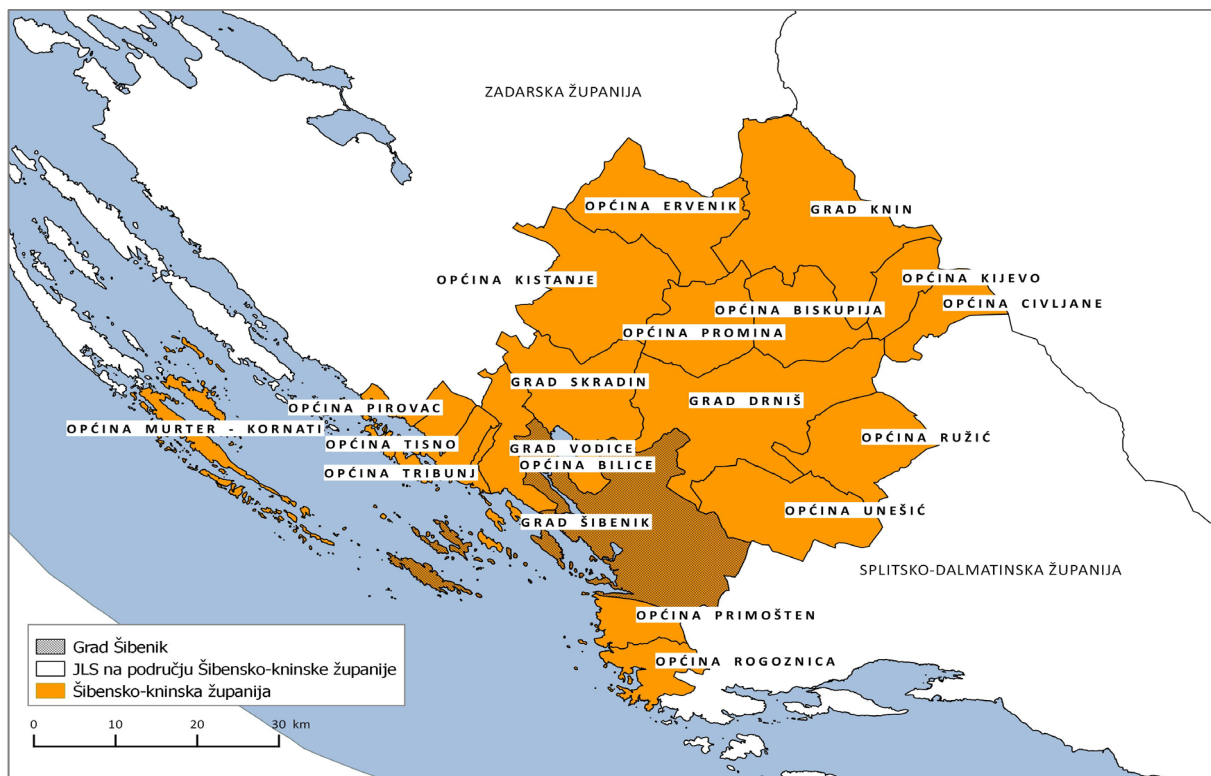 ZADARSKA ŽUPANIJA
OPĆINA ERVENIK
GRAD KNIN
OPĆINA KISTANJE
OPĆINA KIJEVO
OPĆINA CIVLJANE
OPĆINA BISKUPIJA
OPĆINA PROMINA
GRAD SKRADIN
GRAD DRNIŠ
OPĆINA PIROVAC
OPĆINA MURTER - KORNATI
OPĆINA RUŽIĆ
OPĆINA TISNO
GRAD VODICE
OPĆINA BILICE
OPĆINA TRIBUNJ
OPĆINA UNEŠIĆ
GRAD ŠIBENIK
SPLITSKO-DALMATINSKA ŽUPANIJA
OPĆINA PRIMOŠTEN
OPĆINA ROGOZNICA
Grad Šibenik
JLS na području Šibensko-kninske županije
Šibensko-kninska županija
0 10 20 30 km